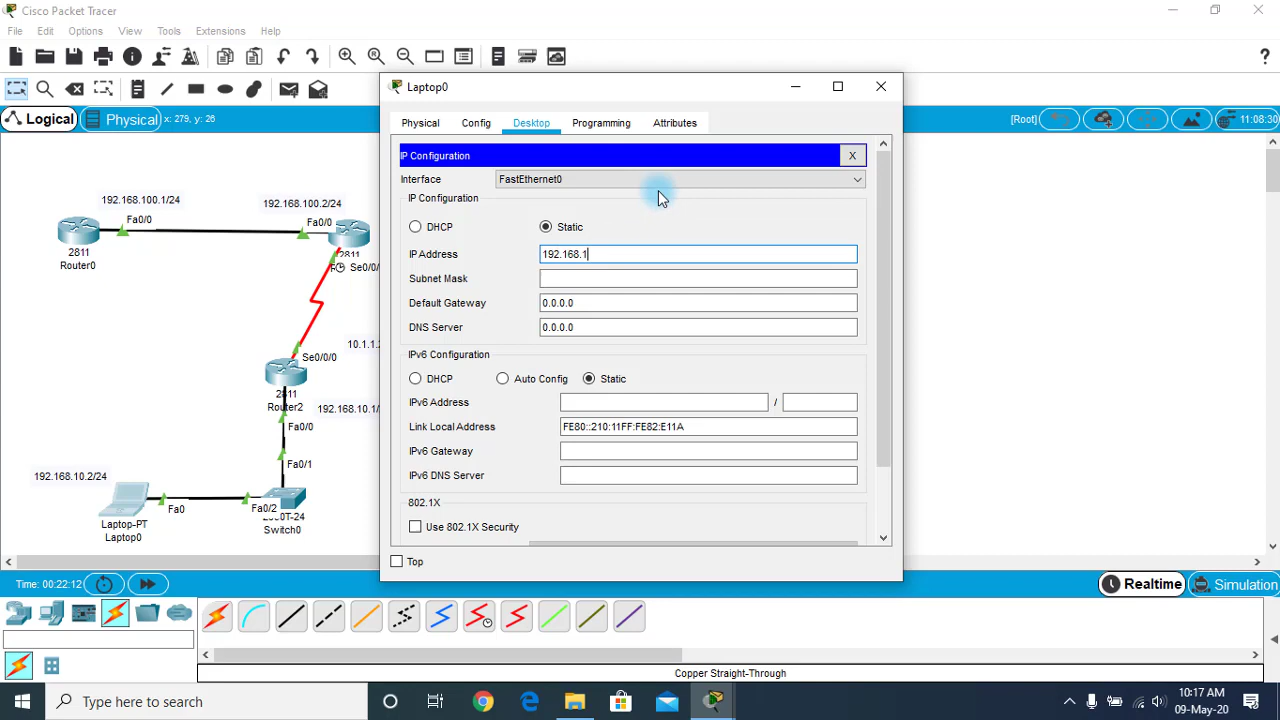 Cisco Packet Tracer
File Edit Options View Tools Extensions Help
?
Logical
Physical
x: 279, y: 26
[Root]
11:08:30
Laptop0
Physical Config Desktop Programming Attributes
IP Configuration
X
Interface
FastEthernet0
IP Configuration
DHCP
Static
IP Address
192.168.1
Subnet Mask
Default Gateway
0.0.0.0
DNS Server
0.0.0.0
IPv6 Configuration
DHCP
Auto Config
Static
IPv6 Address
/
Link Local Address
FE80::210:11FF:FE82:E11A
IPv6 Gateway
IPv6 DNS Server
802.1X
Use 802.1X Security
Top
192.168.100.1/24
192.168.100.2/24
Fa0/0
Fa0/0
2811
Router0
2811
Se0/0/
Se0/0/0
10.1.1.
2811
Router2
192.168.10.1/
Fa0/0
Fa0/1
192.168.10.2/24
Fa0
Fa0/2
Laptop-PT
Laptop0
Switch0
Time: 00:22:12
Realtime
Simulation
Copper Straight-Through
Type here to search
10:17 AM
09-May-20